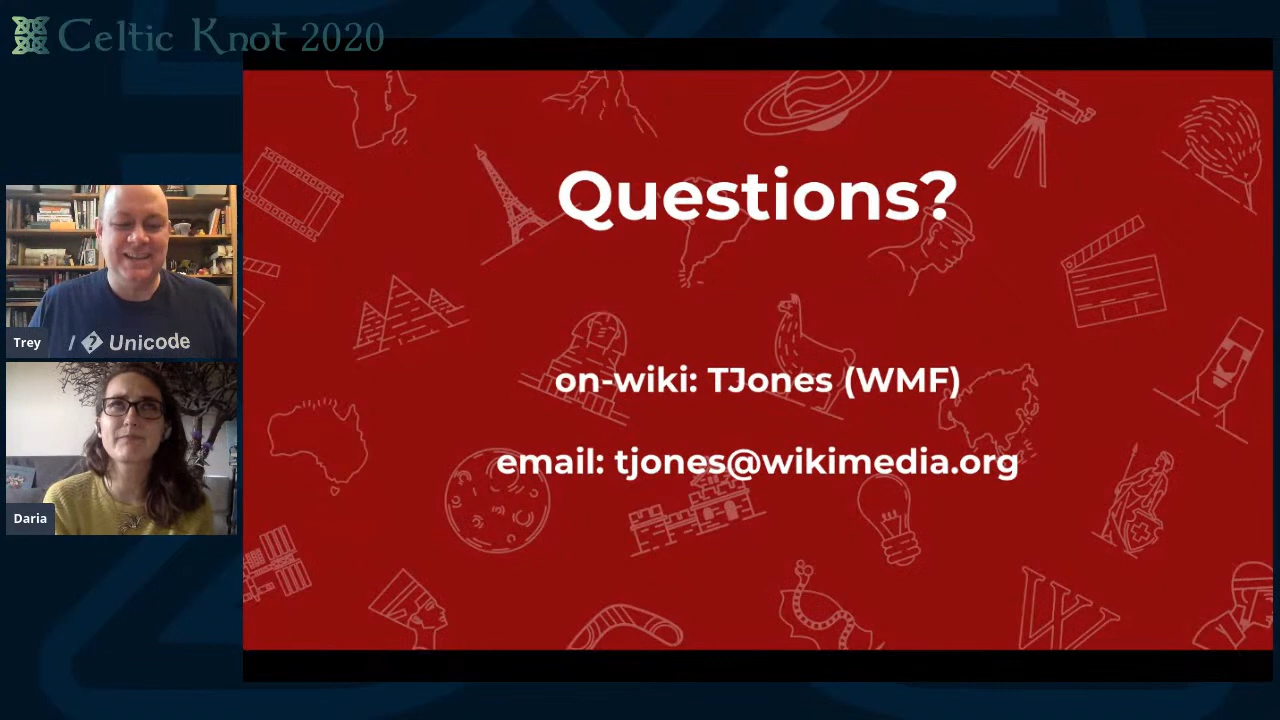 Celtic Knot 2020
Questions?
on-wiki: TJones (WMF)
email: tjones@wikimedia.org
/ � Unicode
Trey
Daria
W